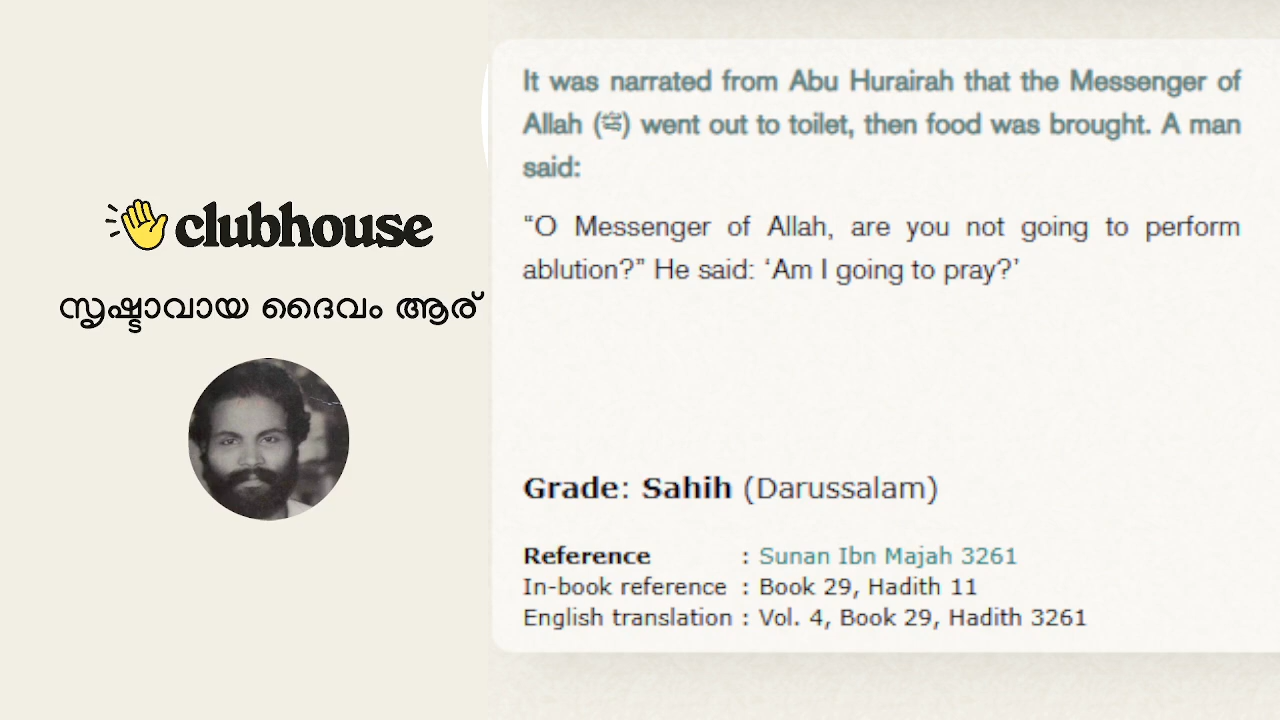 clubhouse
സൃഷ്ടാവായ ദൈവം ആര്
It was narrated from Abu Hurairah that the Messenger of
Allah (ﷺ) went out to toilet, then food was brought. A man
said:
“O Messenger of Allah, are you not going to perform
ablution?” He said: ‘Am I going to pray?’
Grade: Sahih (Darussalam)
Reference : Sunan Ibn Majah 3261
In-book reference : Book 29, Hadith 11
English translation : Vol. 4, Book 29, Hadith 3261